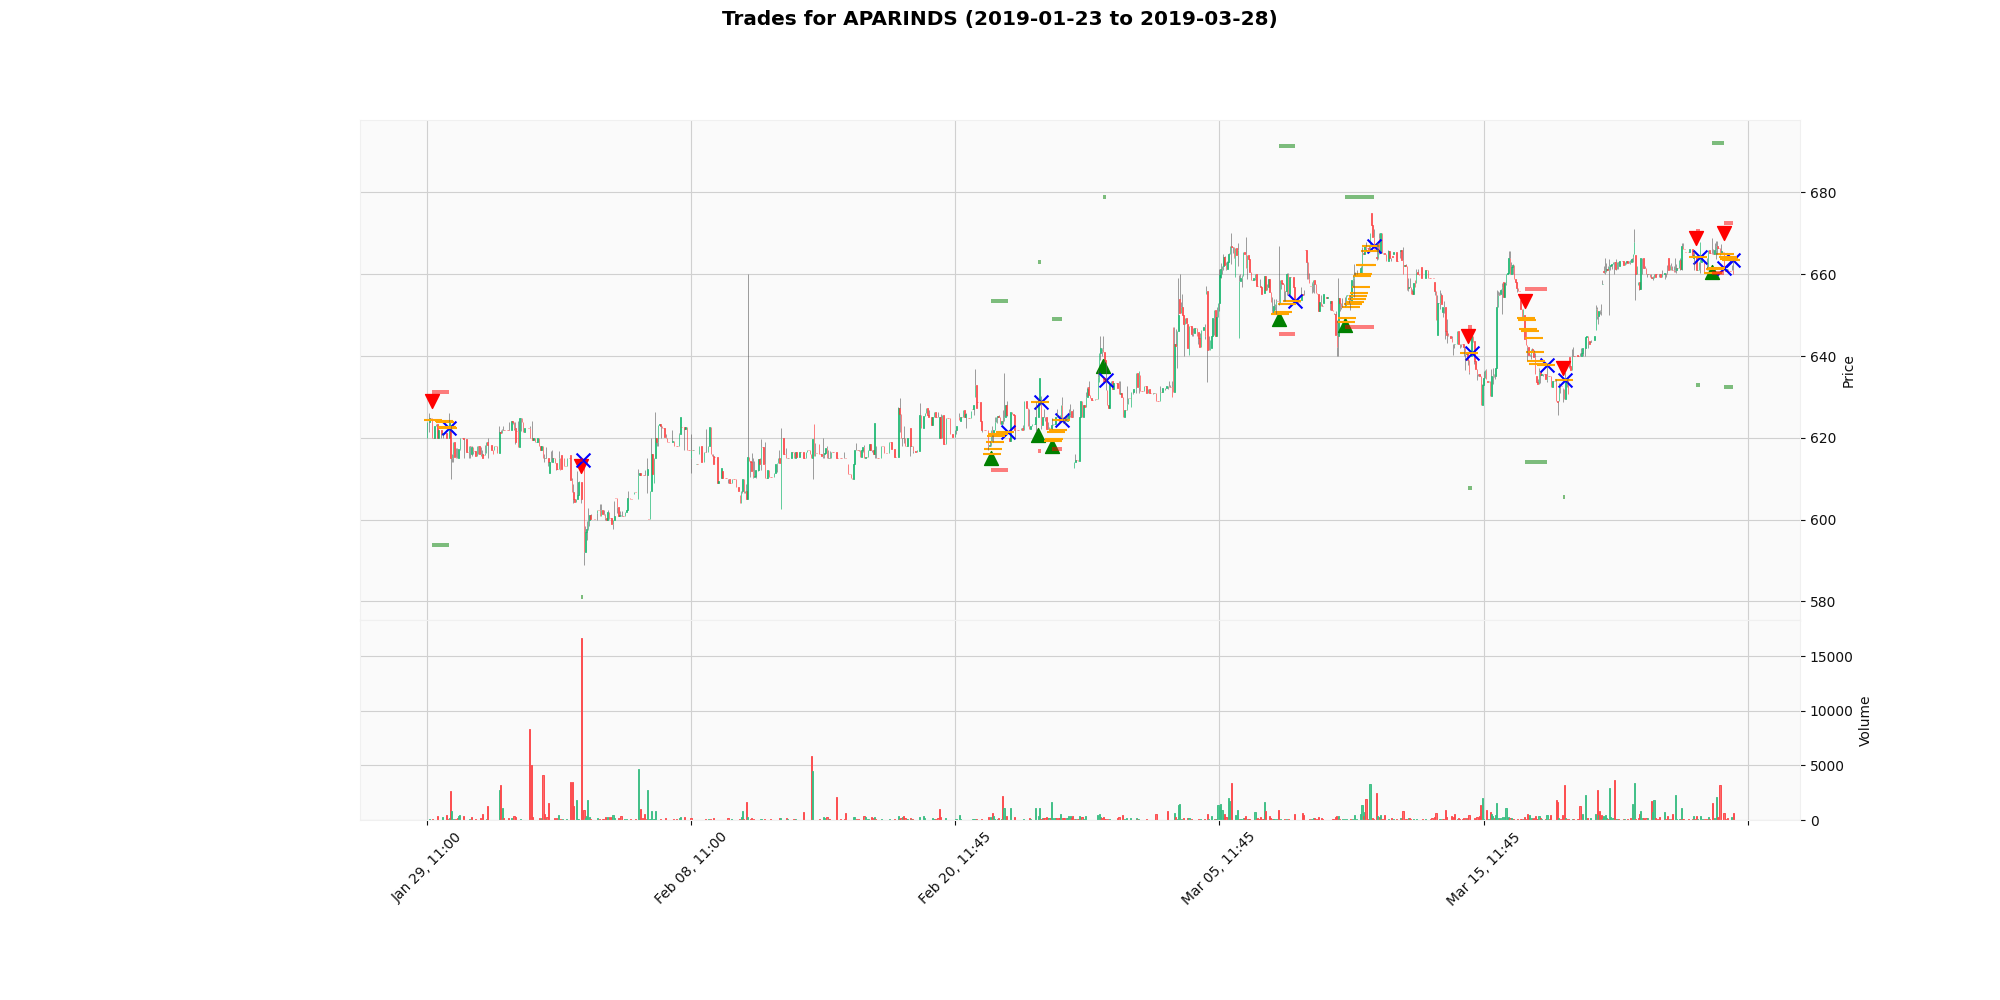 Trades for APARINDS (2019-01-23 to 2019-03-28)
680
660
640
620
600
580
Price
15000
10000
5000
0
Volume
Jan 29, 11:00
Feb 08, 11:00
Feb 20, 11:45
Mar 05, 11:45
Mar 15, 11:45